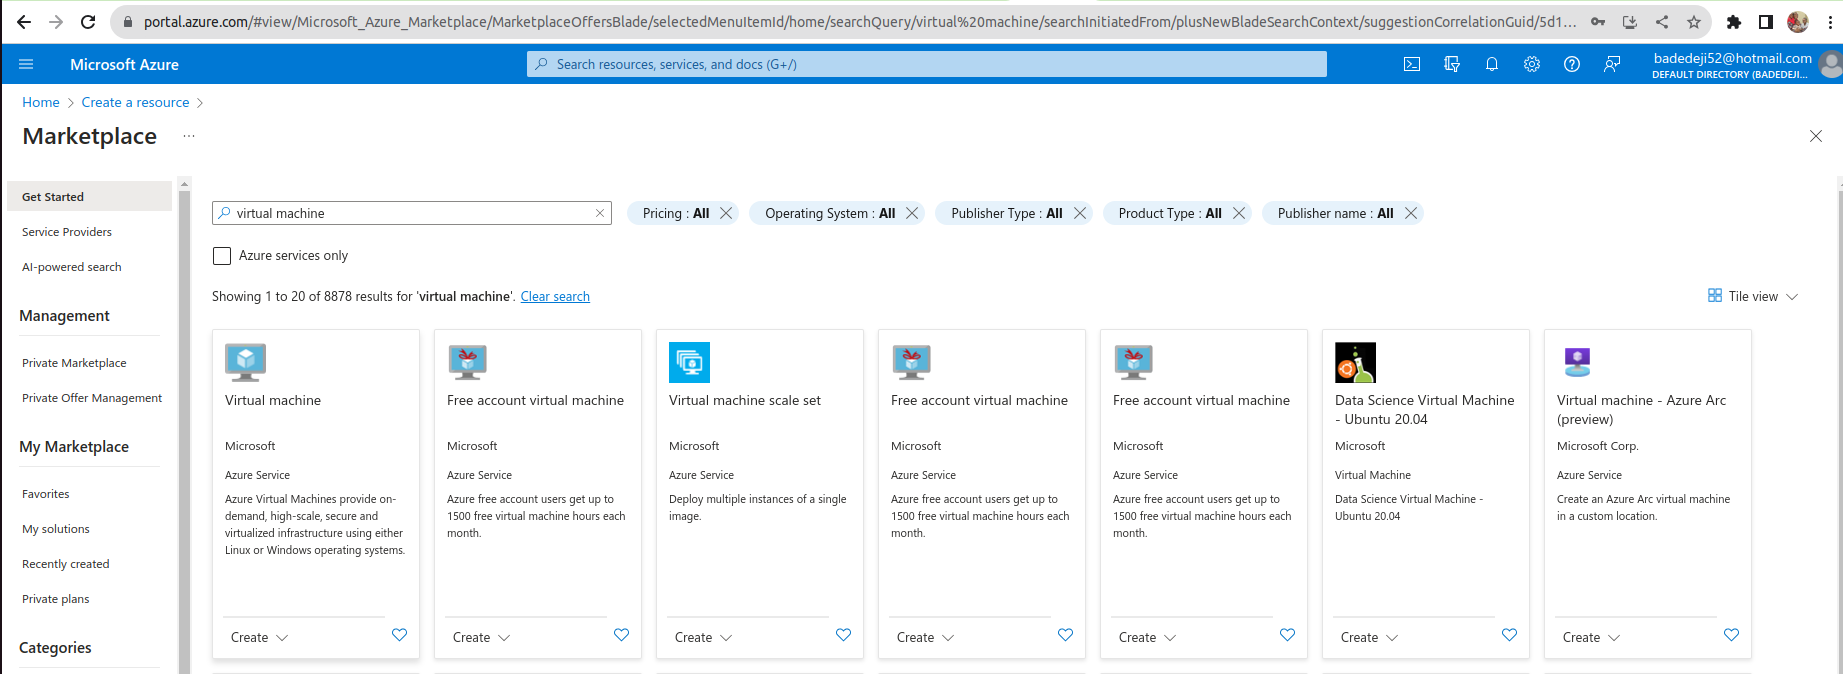 portal.azure.com/#view/Microsoft_Azure_Marketplace/MarketplaceOffersBlade/selectedMenuItemId/home/searchQuery/virtual%20machine/searchInitiatedFrom/plusNewBladeSearchContext/suggestionCorrelationGuid/5d1...
Microsoft Azure
Search resources, services, and docs (G+/)
badedeji52@hotmail.com
DEFAULT DIRECTORY (BADEDEJI...
Home > Create a resource >
Marketplace ...
Get Started
Service Providers
AI-powered search
Management
Private Marketplace
Private Offer Management
My Marketplace
Favorites
My solutions
Recently created
Private plans
Categories
virtual machine
Pricing : All
Operating System : All
Publisher Type : All
Product Type : All
Publisher name : All
Azure services only
Showing 1 to 20 of 8878 results for 'virtual machine'. Clear search
Tile view
Virtual machine
Microsoft
Azure Service
Azure Virtual Machines provide on-
demand, high-scale, secure and
virtualized infrastructure using either
Linux or Windows operating systems.
Create
Free account virtual machine
Microsoft
Azure Service
Azure free account users get up to
1500 free virtual machine hours each
month.
Create
Virtual machine scale set
Microsoft
Azure Service
Deploy multiple instances of a single
image.
Create
Free account virtual machine
Microsoft
Azure Service
Azure free account users get up to
1500 free virtual machine hours each
month.
Create
Free account virtual machine
Microsoft
Azure Service
Azure free account users get up to
1500 free virtual machine hours each
month.
Create
Data Science Virtual Machine
- Ubuntu 20.04
Microsoft
Virtual Machine
Data Science Virtual Machine -
Ubuntu 20.04
Create
Virtual machine - Azure Arc
(preview)
Microsoft Corp.
Azure Service
Create an Azure Arc virtual machine
in a custom location.
Create